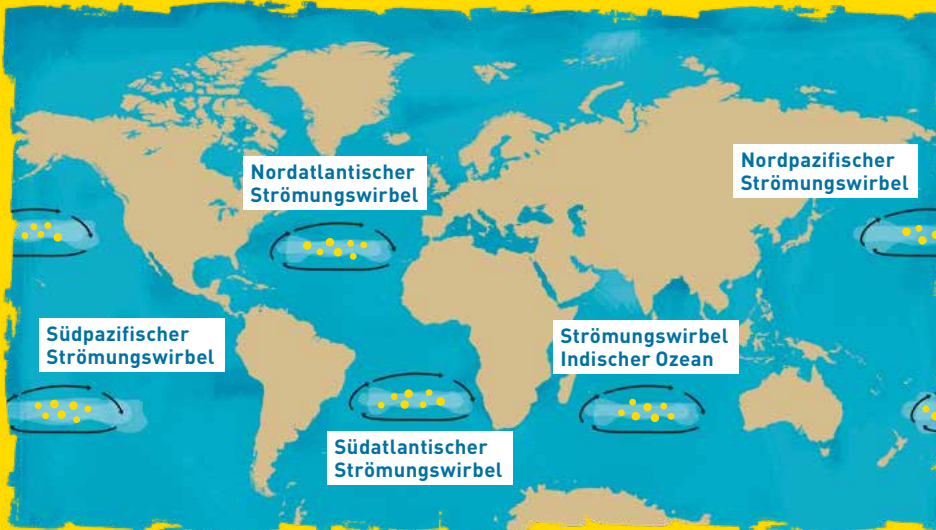 Nordatlantischer
Strömungswirbel
Nordpazifischer
Strömungswirbel
Südpazifischer
Strömungswirbel
Strömungswirbel
Indischer Ozean
Südatlantischer
Strömungswirbel